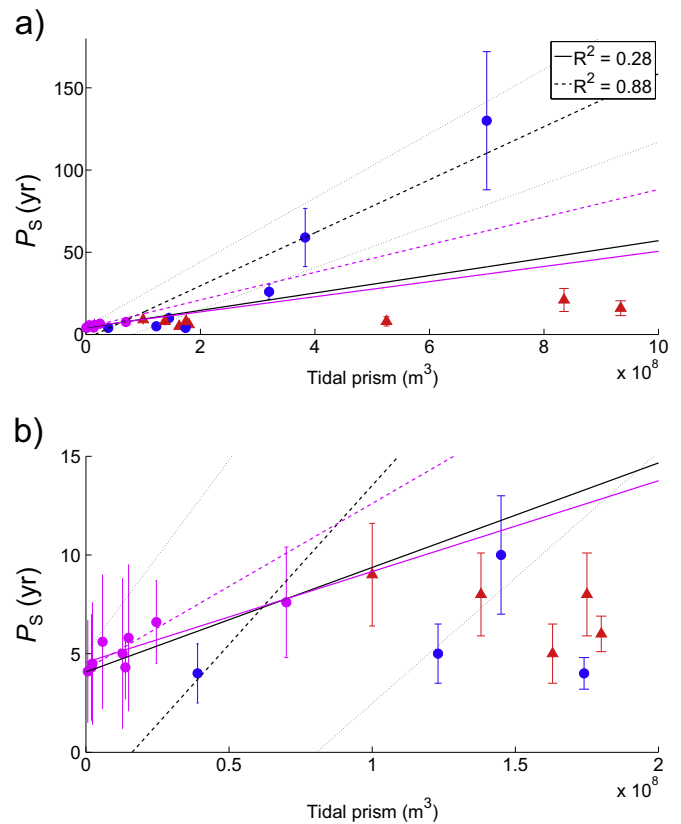 a)
R² = 0.28
R² = 0.88
P_S (yr)
150
100
50
0
0 2 4 6 8 10
Tidal prism (m³)
x 10⁸
b)
P_S (yr)
15
10
5
0
0 0.5 1 1.5 2
Tidal prism (m³)
x 10⁸